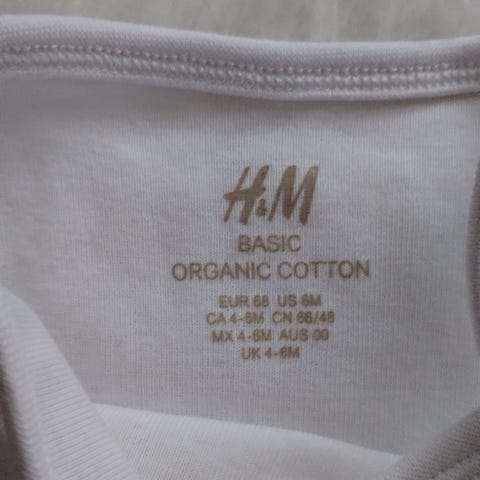 H&M
BASIC
ORGANIC COTTON
EUR 68 US 6M
CA 4-6M CN 66/48
MX 4-6M AUS 00
UK 4-6M